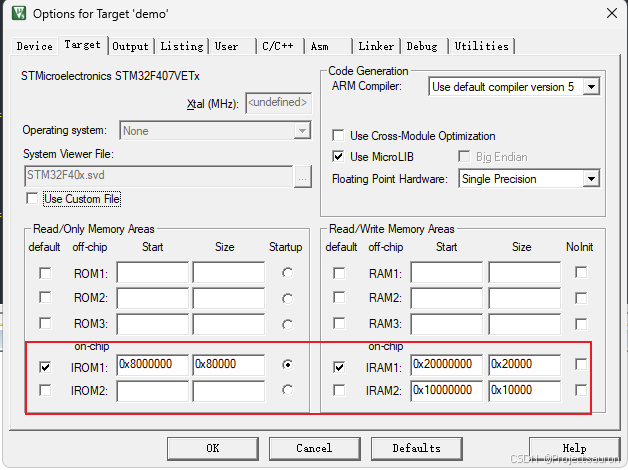 Options for Target 'demo'
Device Target Output Listing User C/C++ Asm Linker Debug Utilities
STMicroelectronics STM32F407VETx
Xtal (MHz): <undefined>
Operating system: None
System Viewer File:
STM32F40x.svd ...
Use Custom File
Code Generation
ARM Compiler: Use default compiler version 5
Use Cross-Module Optimization
Use MicroLIB Big Endian
Floating Point Hardware: Single Precision
Read/Only Memory Areas
default off-chip Start Size Startup
ROM1:
ROM2:
ROM3:
on-chip
IROM1: 0x8000000 0x80000
IROM2:
Read/Write Memory Areas
default off-chip Start Size NoInit
RAM1:
RAM2:
RAM3:
on-chip
IRAM1: 0x20000000 0x20000
IRAM2: 0x10000000 0x10000
OK Cancel Defaults Help
CSDN @Projectsauron